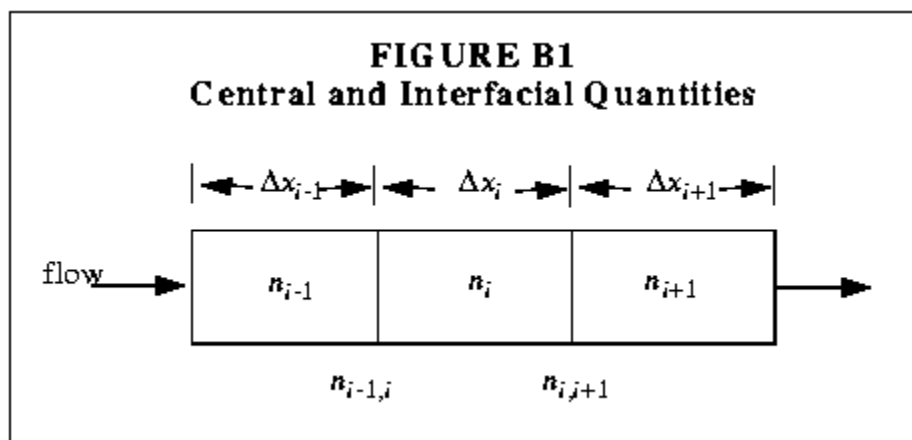 FIGURE B1
Central and Interfacial Quantities
Δx_{i-1} Δx_i Δx_{i+1}
flow n_{i-1} n_i n_{i+1}
n_{i-1,i} n_{i,i+1}